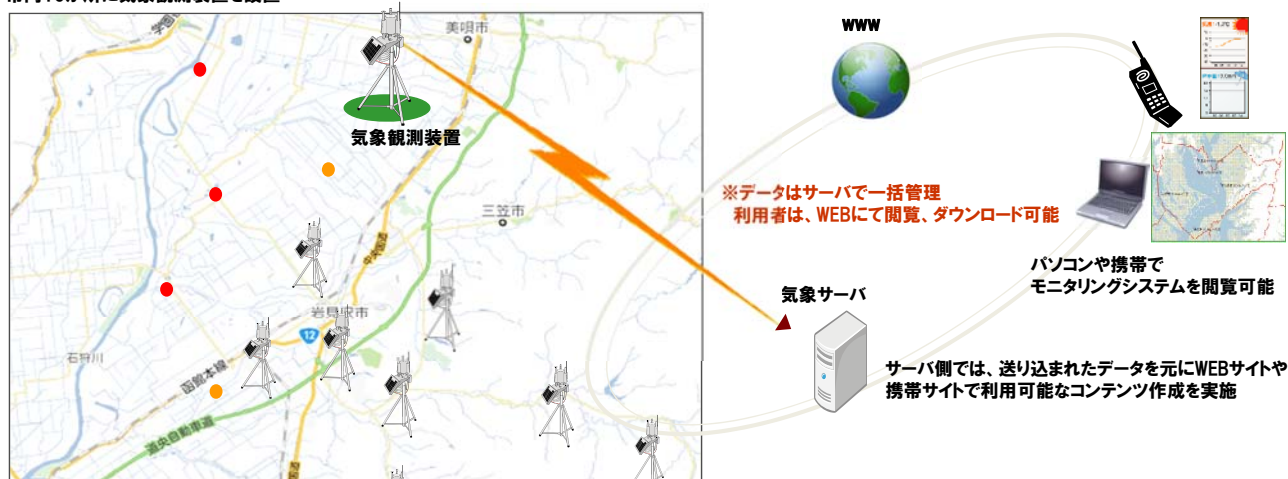 美唄市
気象観測装置
三笠市
中央国道
岩見沢市
12
石狩川
函館本線
道央自動車道
国道
WWW
※データはサーバで一括管理
利用者は、WEBにて閲覧、ダウンロード可能
パソコンや携帯で
モニタリングシステムを閲覧可能
気象サーバ
サーバ側では、送り込まれたデータを元にWEBサイトや
携帯サイトで利用可能なコンテンツ作成を実施